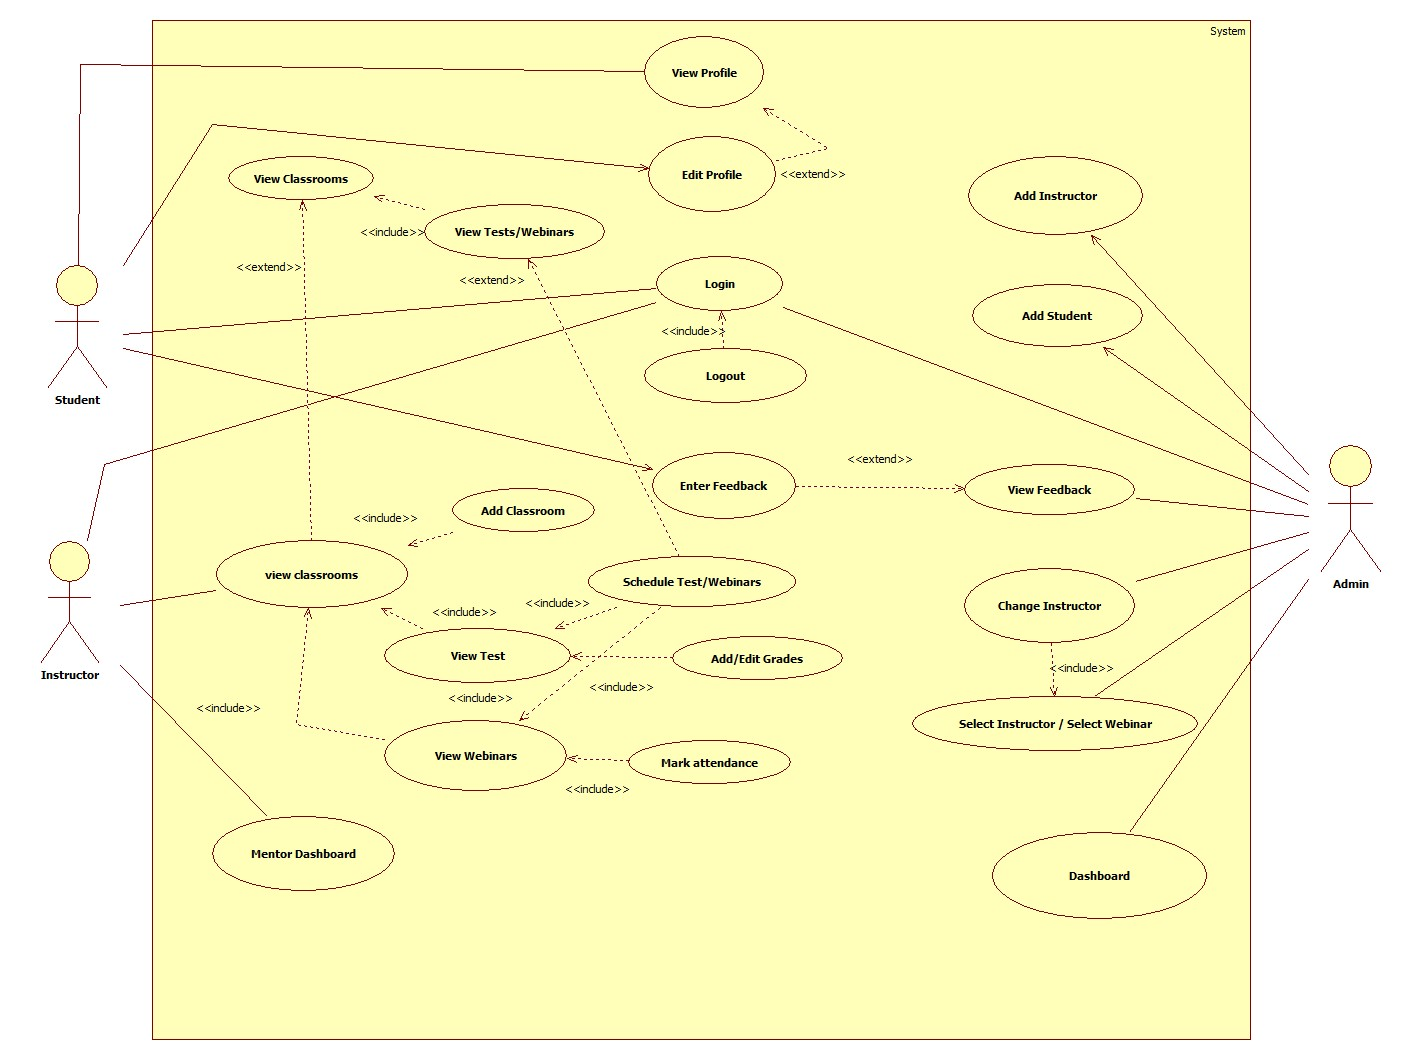 System
View Profile
Edit Profile
<<extend>>
View Classrooms
Add Instructor
<<include>>
View Tests/Webinars
<<extend>>
<<extend>>
Login
Add Student
<<include>>
Logout
Student
<<extend>>
Enter Feedback
View Feedback
Add Classroom
<<include>>
view classrooms
Schedule Test/Webinars
Admin
<<include>>
<<include>>
Change Instructor
View Test
Add/Edit Grades
<<include>>
Instructor
<<include>>
<<include>>
<<include>>
Select Instructor / Select Webinar
View Webinars
Mark attendance
<<include>>
Mentor Dashboard
Dashboard